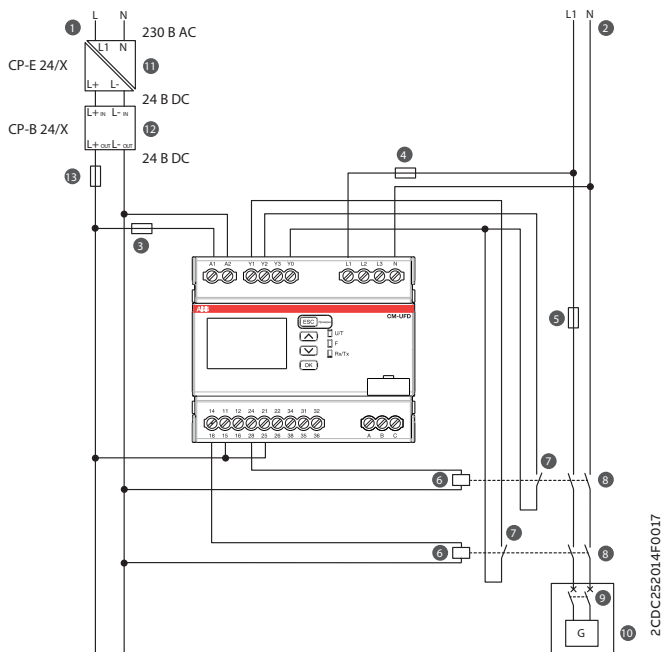 L N
L1 N
1
2
230 B AC
L1 N
CP-E 24/X
11
L+ L-
24 B DC
L+ IN L- IN
CP-B 24/X
12
L+ OUT L- OUT
24 B DC
4
13
3
A1 A2 Y1 Y2 Y3 Y0 L1 L2 L3 N
ABB
CM-UFD
5
ESC
U/T
F
Rx/Tx
OK
14 11 12 24 21 22 34 31 32
18 15 16 28 25 26 38 35 36 A B C
7
6
8
7
6
8
9
G
10
2CDC252014F0017